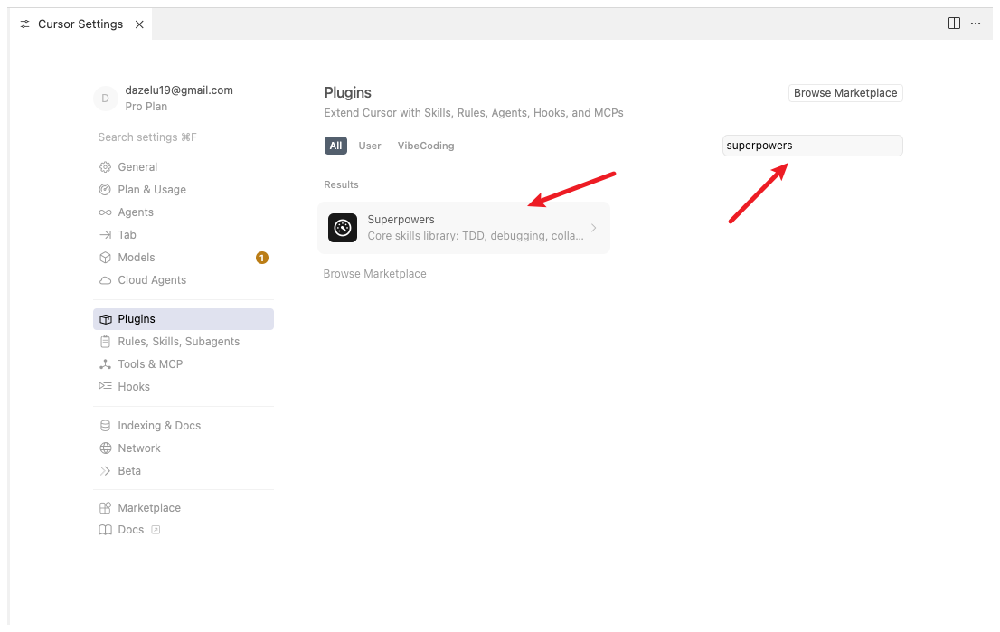 Cursor Settings
D
dazelu19@gmail.com
Pro Plan
Search settings ⌘F
General
Plan & Usage
Agents
Tab
Models
1
Cloud Agents
Plugins
Rules, Skills, Subagents
Tools & MCP
Hooks
Indexing & Docs
Network
Beta
Marketplace
Docs
Plugins
Browse Marketplace
Extend Cursor with Skills, Rules, Agents, Hooks, and MCPs
All User VibeCoding
superpowers
Results
Superpowers
Core skills library: TDD, debugging, colla...
Browse Marketplace